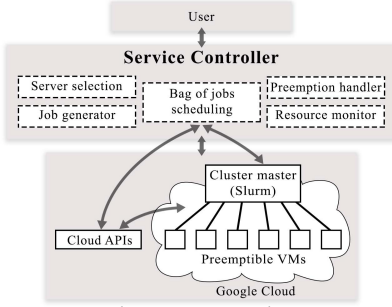 User
Service Controller
Server selection
Job generator
Bag of jobs
scheduling
Preemption handler
Resource monitor
Cluster master
(Slurm)
Cloud APIs
Preemptible VMs
Google Cloud